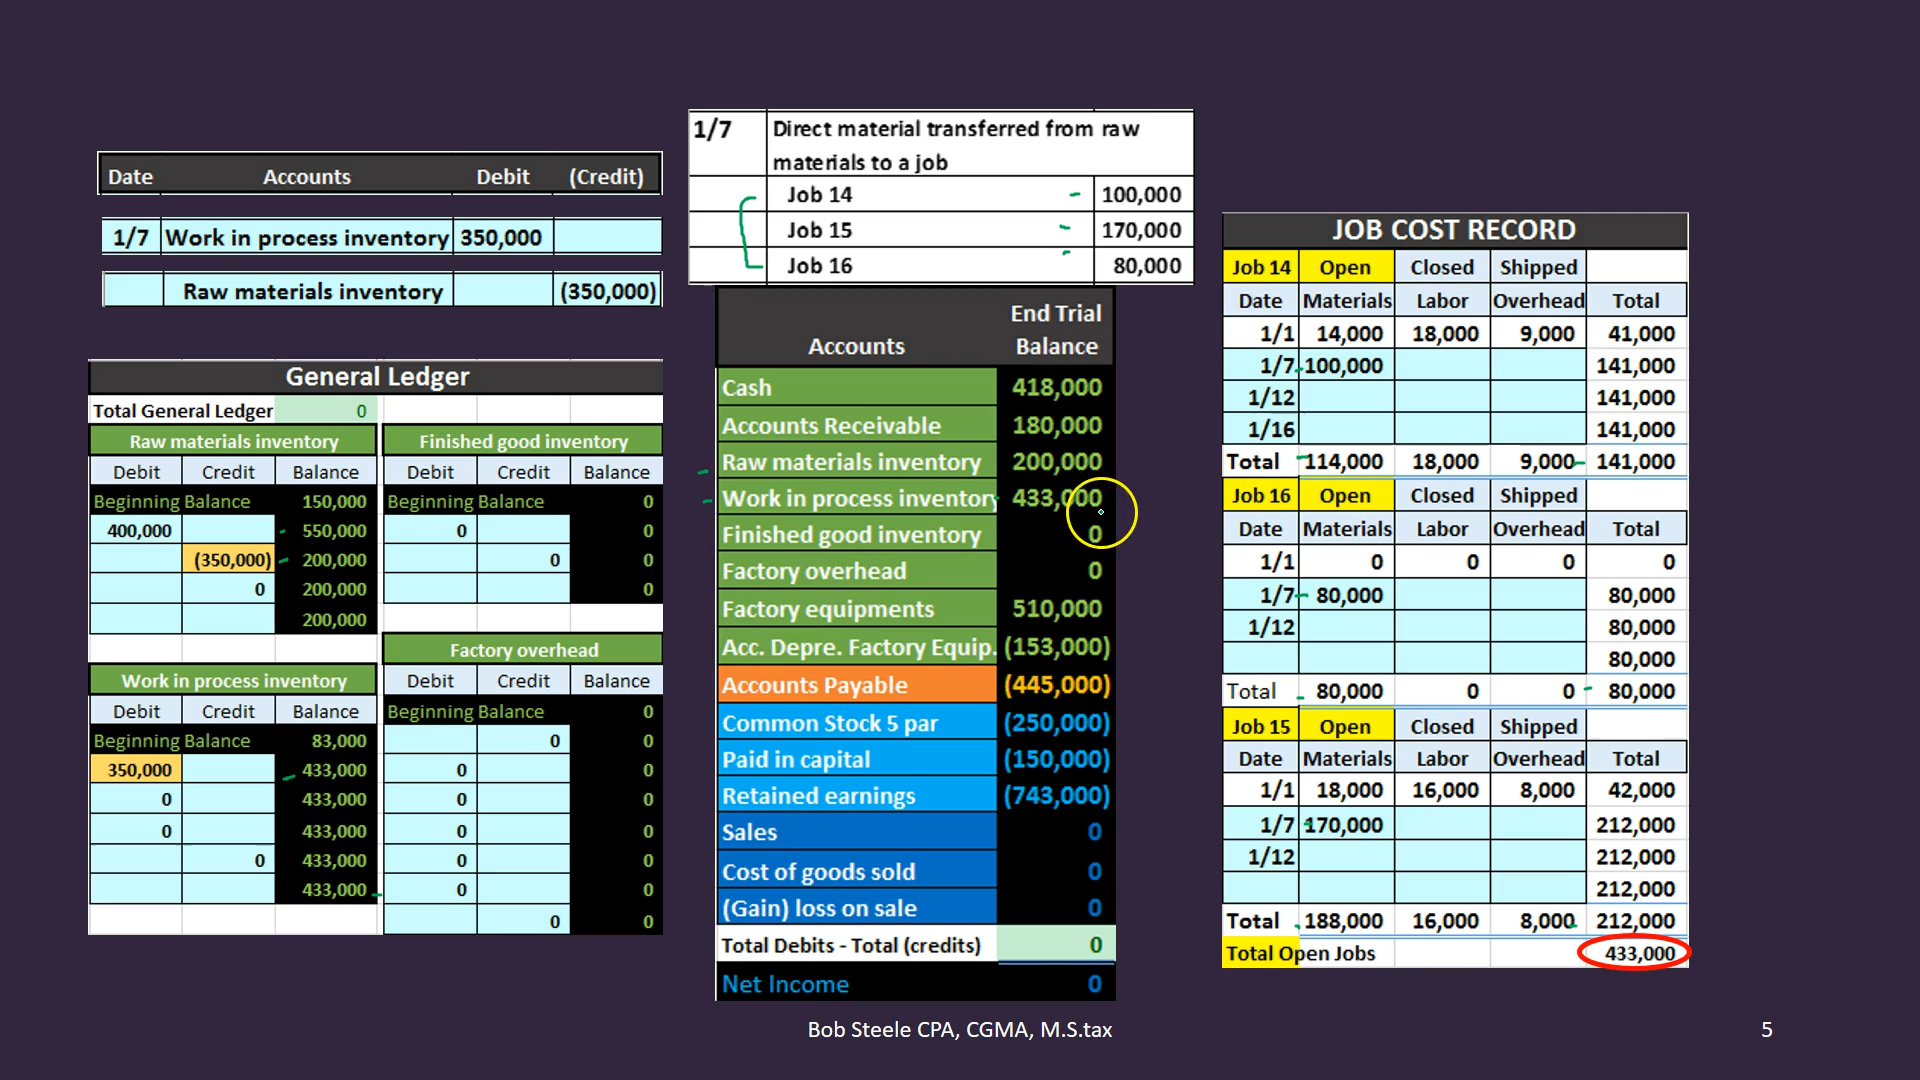 Date Accounts Debit (Credit)
1/7 Work in process inventory 350,000
Raw materials inventory (350,000)
General Ledger
Total General Ledger 0
Raw materials inventory
Debit Credit Balance
Beginning Balance 150,000
400,000 550,000
(350,000) 200,000
0 200,000
200,000
Work in process inventory
Debit Credit Balance
Beginning Balance 83,000
350,000 433,000
0 433,000
0 433,000
0 433,000
433,000
Finished good inventory
Debit Credit Balance
Beginning Balance 0
0 0
0 0
0
Factory overhead
Debit Credit Balance
Beginning Balance 0
0 0
0 0
0 0
0 0
0 0
0 0
0 0
1/7 Direct material transferred from raw
materials to a job
Job 14 100,000
Job 15 170,000
Job 16 80,000
End Trial
Accounts Balance
Cash 418,000
Accounts Receivable 180,000
Raw materials inventory 200,000
Work in process inventory 433,000
Finished good inventory 0
Factory overhead 0
Factory equipments 510,000
Acc. Depre. Factory Equip. (153,000)
Accounts Payable (445,000)
Common Stock 5 par (250,000)
Paid in capital (150,000)
Retained earnings (743,000)
Sales 0
Cost of goods sold 0
(Gain) loss on sale 0
Total Debits - Total (credits) 0
Net Income 0
JOB COST RECORD
Job 14 Open Closed Shipped
Date Materials Labor Overhead Total
1/1 14,000 18,000 9,000 41,000
1/7 100,000 141,000
1/12 141,000
1/16 141,000
Total 114,000 18,000 9,000 141,000
Job 16 Open Closed Shipped
Date Materials Labor Overhead Total
1/1 0 0 0 0
1/7 80,000 80,000
1/12 80,000
80,000
Total 80,000 0 0 80,000
Job 15 Open Closed Shipped
Date Materials Labor Overhead Total
1/1 18,000 16,000 8,000 42,000
1/7 170,000 212,000
1/12 212,000
212,000
Total 188,000 16,000 8,000 212,000
Total Open Jobs 433,000
Bob Steele CPA, CGMA, M.S.tax
5